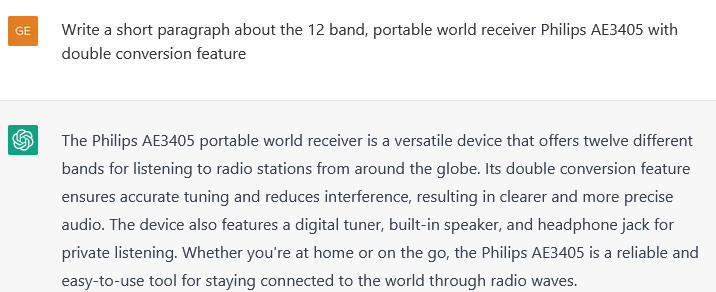 GE
Write a short paragraph about the 12 band, portable world receiver Philips AE3405 with
double conversion feature
The Philips AE3405 portable world receiver is a versatile device that offers twelve different
bands for listening to radio stations from around the globe. Its double conversion feature
ensures accurate tuning and reduces interference, resulting in clearer and more precise
audio. The device also features a digital tuner, built-in speaker, and headphone jack for
private listening. Whether you're at home or on the go, the Philips AE3405 is a reliable and
easy-to-use tool for staying connected to the world through radio waves.